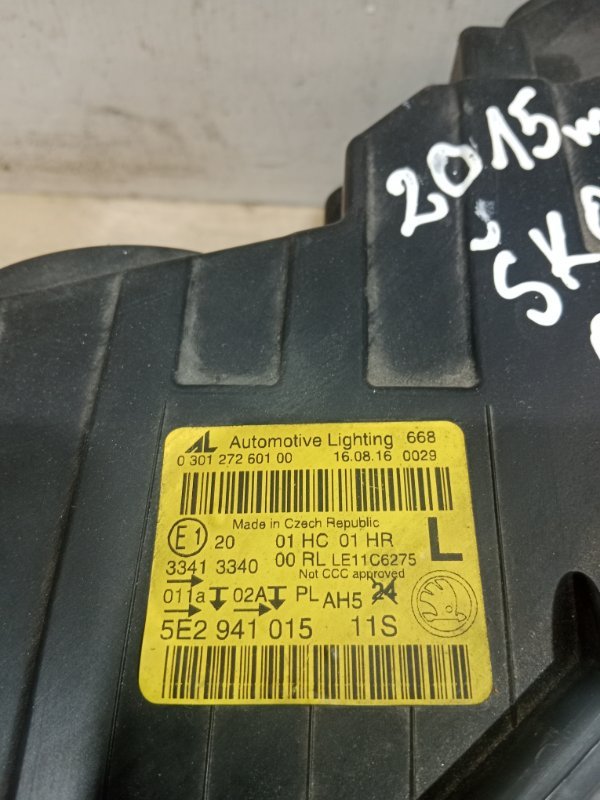 2015
ŠKO
AL Automotive Lighting 668
0 301 272 601 00 16.08.16 0029
Made in Czech Republic
E1 20 01 HC 01 HR L
00 RL LE11C6275
3341 3340 Not CCC approved
011a 02A PL AH5 24
5E2 941 015 11S